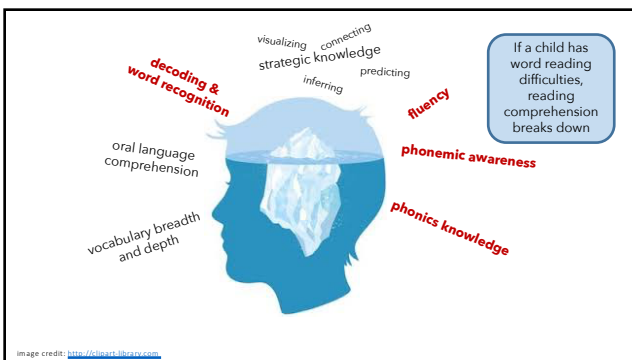 visualizing
connecting
strategic knowledge
inferring
predicting
decoding &
word recognition
fluency
If a child has
word reading
difficulties,
reading
comprehension
breaks down
oral language
comprehension
phonemic awareness
vocabulary breadth
and depth
phonics knowledge
image credit: http://clipart-library.com